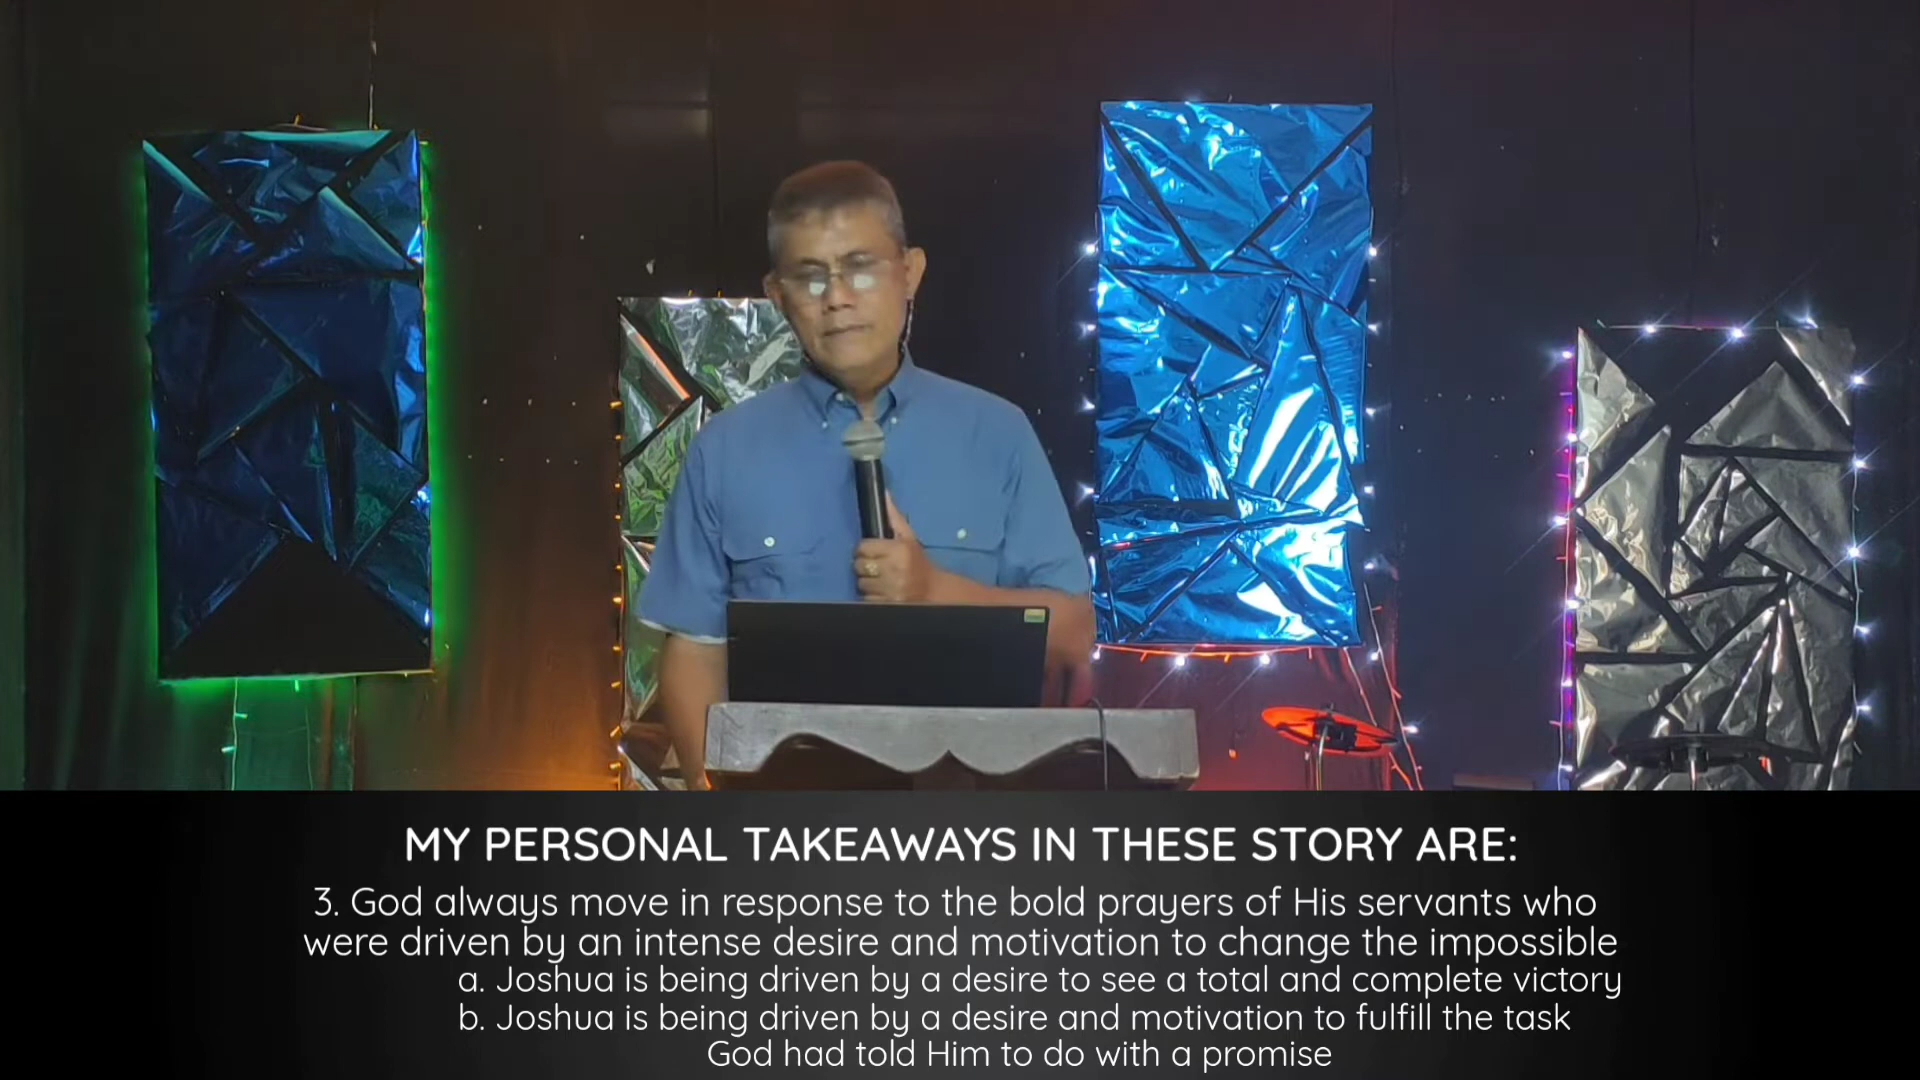 MY PERSONAL TAKEAWAYS IN THESE STORY ARE:
3. God always move in response to the bold prayers of His servants who
were driven by an intense desire and motivation to change the impossible
a. Joshua is being driven by a desire to see a total and complete victory
b. Joshua is being driven by a desire and motivation to fulfill the task
God had told Him to do with a promise